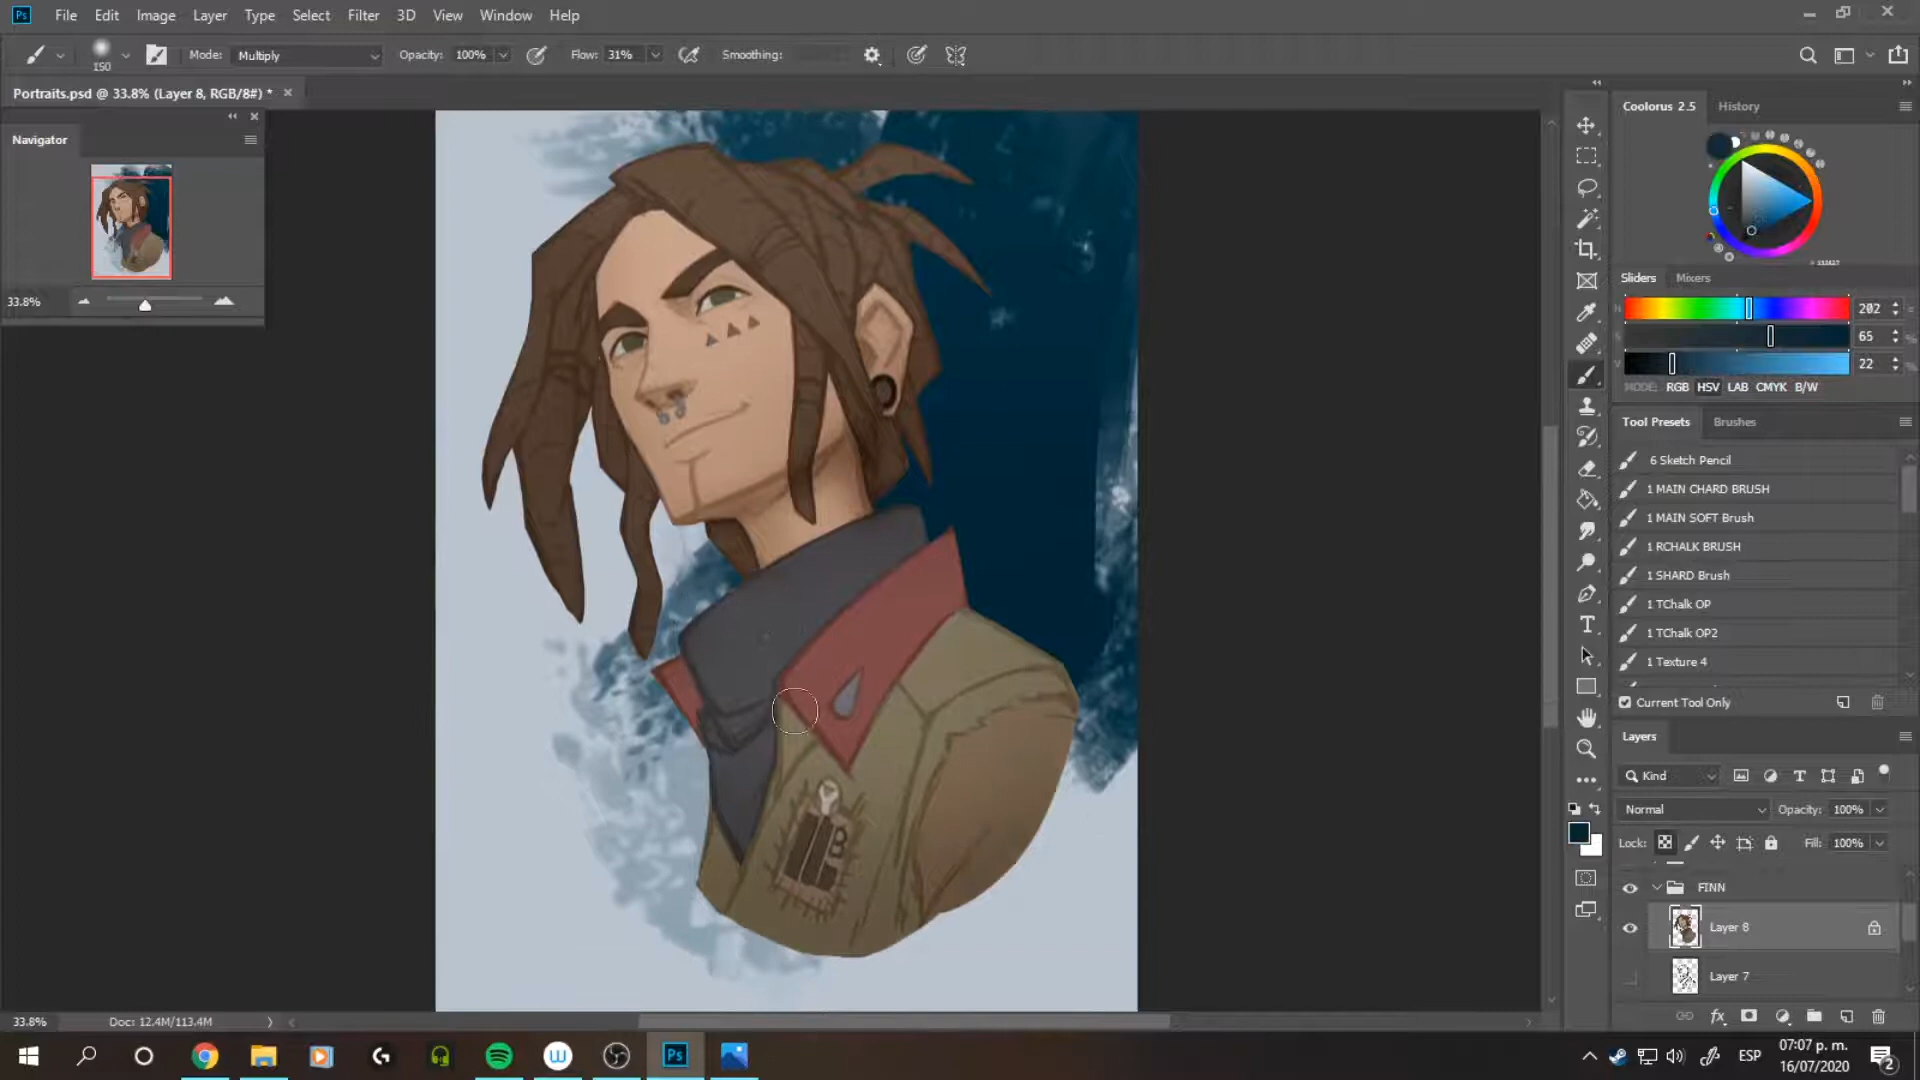 Ps File Edit Image Layer Type Select Filter 3D View Window Help
150 Mode: Multiply Opacity: 100% Flow: 31% Smoothing:
Portraits.psd @ 33.8% (Layer 8, RGB/8#) *
Navigator
33.8%
B
Coolorus 2.5 History
Sliders Mixers
H 202
S 65
V 22
MODE: RGB HSV LAB CMYK B/W
Tool Presets Brushes
6 Sketch Pencil
1 MAIN CHARD BRUSH
1 MAIN SOFT Brush
1 RCHALK BRUSH
1 SHARD Brush
1 TChalk OP
1 TChalk OP2
1 Texture 4
Current Tool Only
Layers
Kind
Normal Opacity: 100%
Lock: Fill: 100%
FINN
Layer 8
Layer 7
fx
33.8% Doc: 12.4M/113.4M
Ps ESP 07:07 p. m.
16/07/2020
2